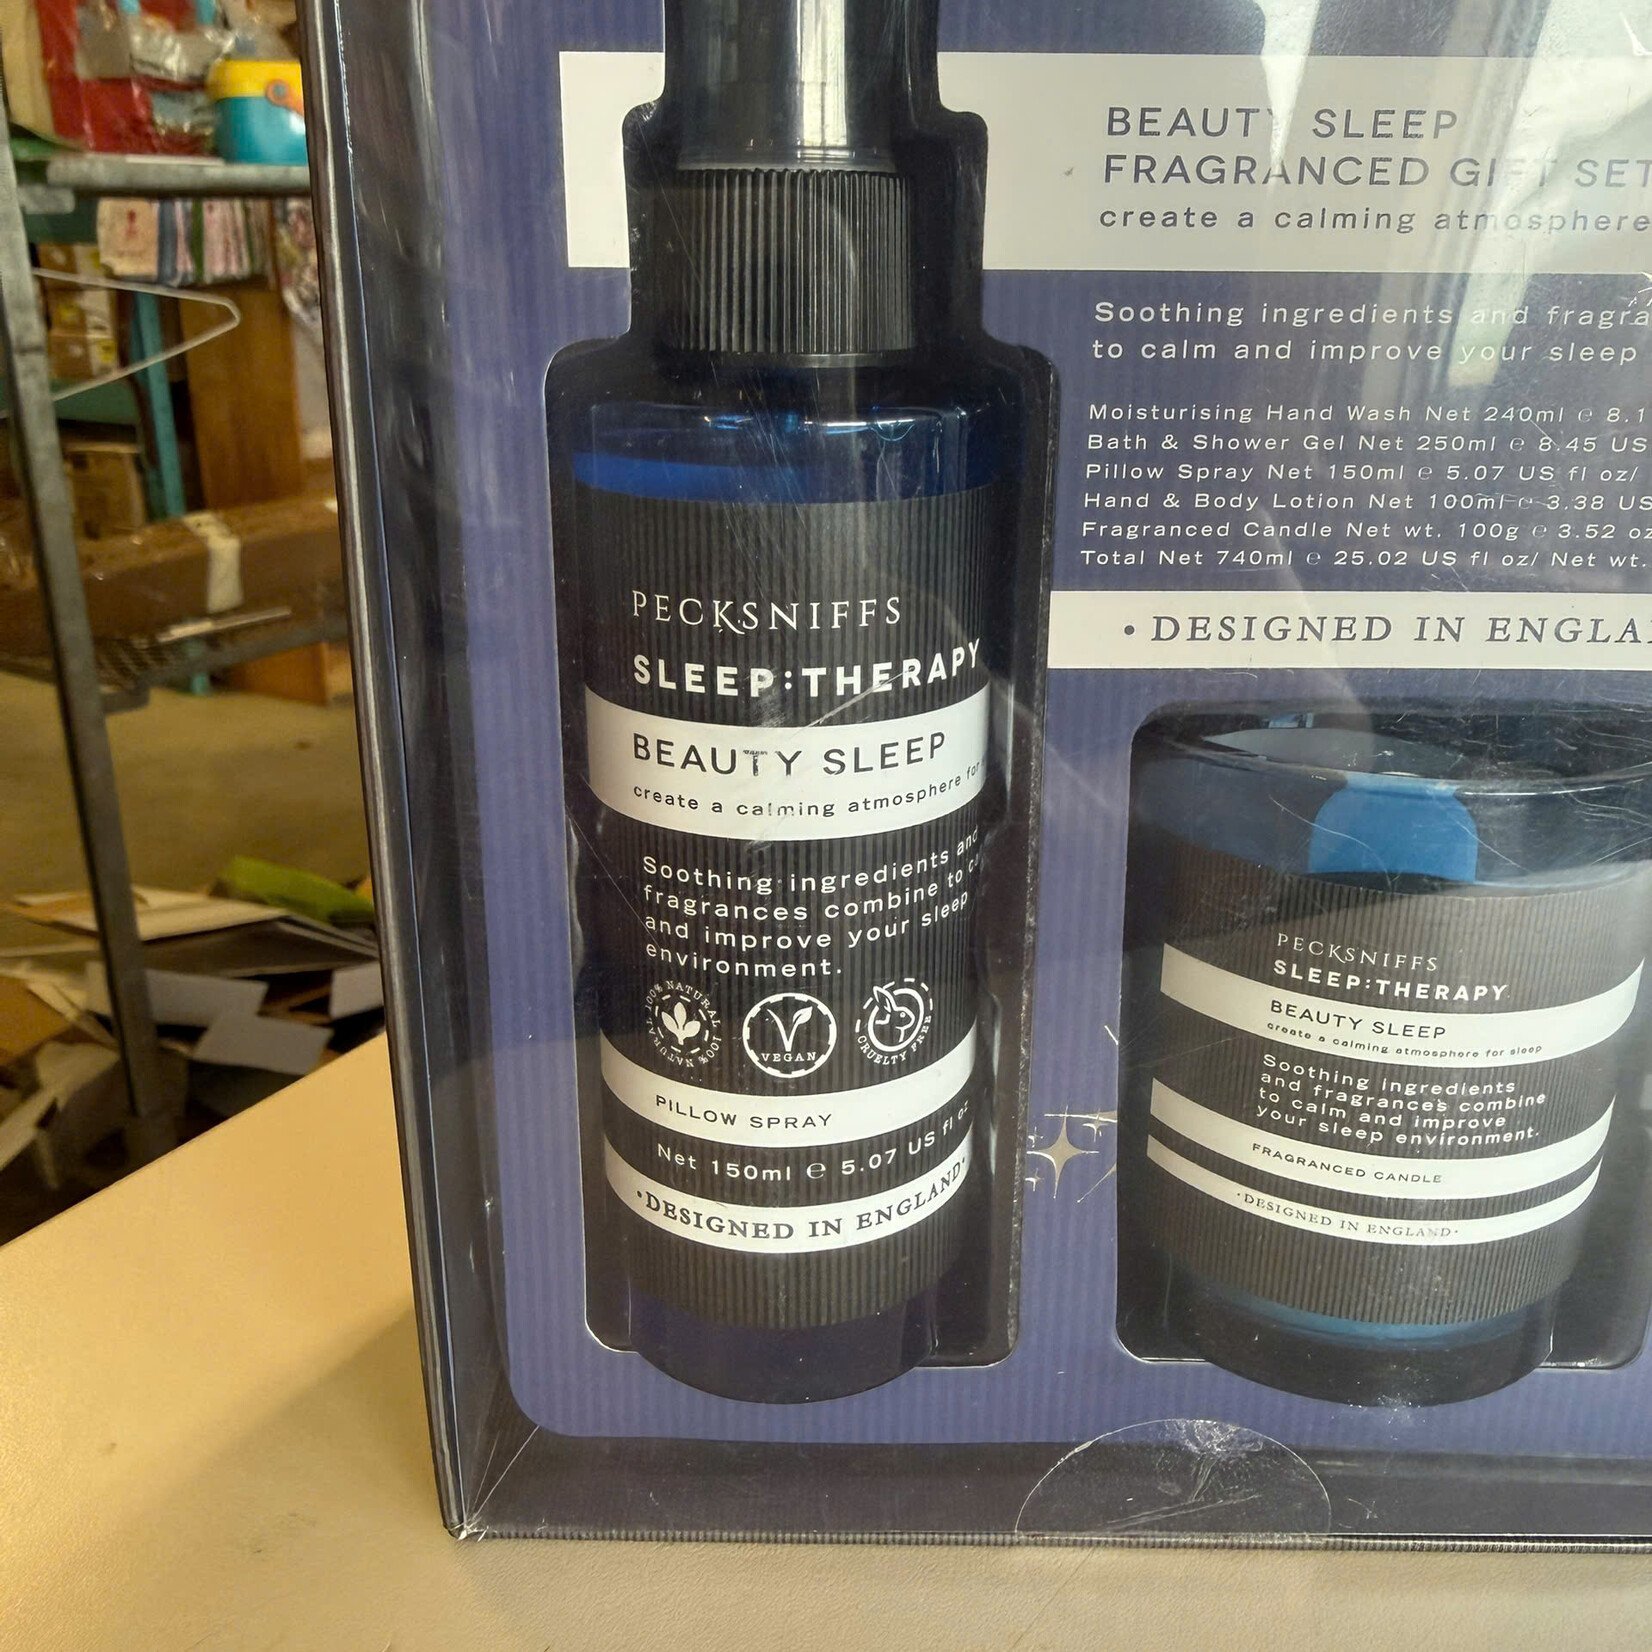 BEAUTY SLEEP
FRAGRANCED GIFT SET
create a calming atmosphere
Soothing ingredients and
to calm and improve your sleep
Moisturising Hand Wash Net 240ml e 8.1
Bath & Shower Gel Net 250ml e 8.45 US
Pillow Spray Net 150ml e 5.07 US fl oz/
Hand & Body Lotion Net 100ml e 3.38 US
Fragranced Candle Net wt. 100g e 3.52 oz
Total Net 740ml e 25.02 US fl oz/ Net wt.
• DESIGNED IN
PECKSNIFFS
SLEEP:THERAPY
BEAUTY SLEEP
create a calming atmosphere for
Soothing ingredients and
fragrances combine to
and improve your sleep
environment.
100% NATURAL 100% NATURAL
VEGAN
CRUELTY FREE
PILLOW SPRAY
Net 150ml e 5.07 US fl oz
·DESIGNED IN ENGLAND·
PECKSNIFFS
SLEEP:THERAPY
BEAUTY SLEEP
create a calming atmosphere for sleep
Soothing ingredients
and fragrances combine
to calm and improve
your sleep environment.
FRAGRANCED CANDLE
·DESIGNED IN ENGLAND·